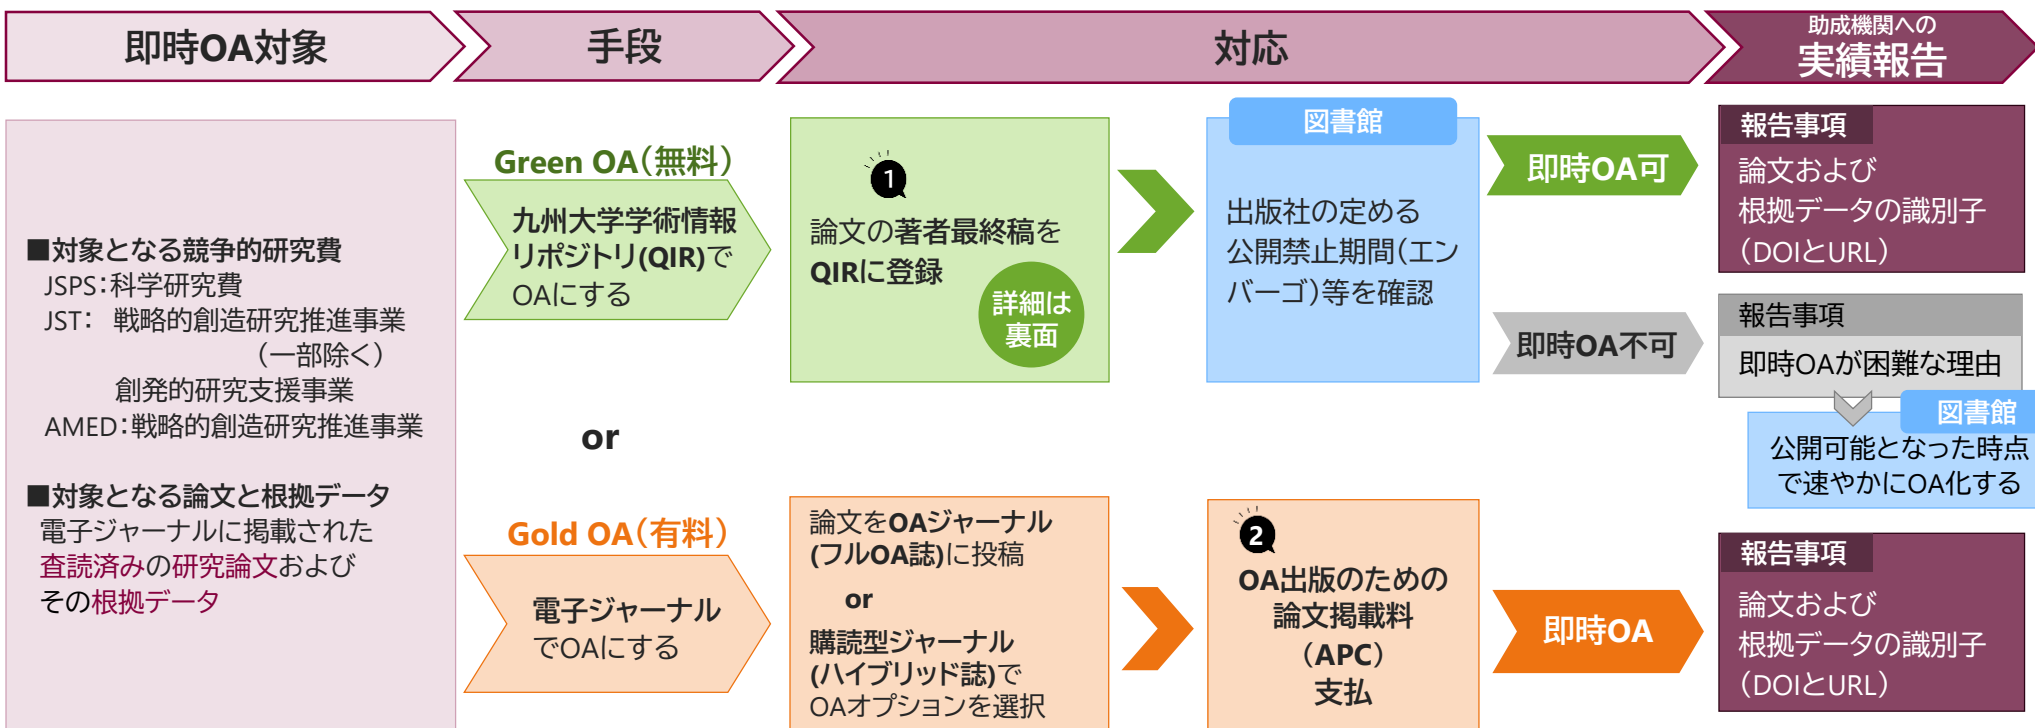 即時OA対象
手段
対応
助成機関への
実績報告
■対象となる競争的研究費
JSPS：科学研究費
JST： 戦略的創造研究推進事業
（一部除く）
創発的研究支援事業
AMED：戦略的創造研究推進事業
■対象となる論文と根拠データ
電子ジャーナルに掲載された
査読済みの研究論文および
その根拠データ
Green OA（無料）
九州大学学術情報
リポジトリ(QIR)で
OAにする
1
論文の著者最終稿を
QIRに登録
詳細は
裏面
図書館
出版社の定める
公開禁止期間（エン
バーゴ）等を確認
即時OA可
報告事項
論文および
根拠データの識別子
（DOIとURL）
即時OA不可
報告事項
即時OAが困難な理由
図書館
公開可能となった時点
で速やかにOA化する
or
Gold OA（有料）
電子ジャーナル
でOAにする
論文をOAジャーナル
(フルOA誌)に投稿
or
購読型ジャーナル
(ハイブリッド誌)で
OAオプションを選択
2
OA出版のための
論文掲載料
（APC）
支払
即時OA
報告事項
論文および
根拠データの識別子
（DOIとURL）